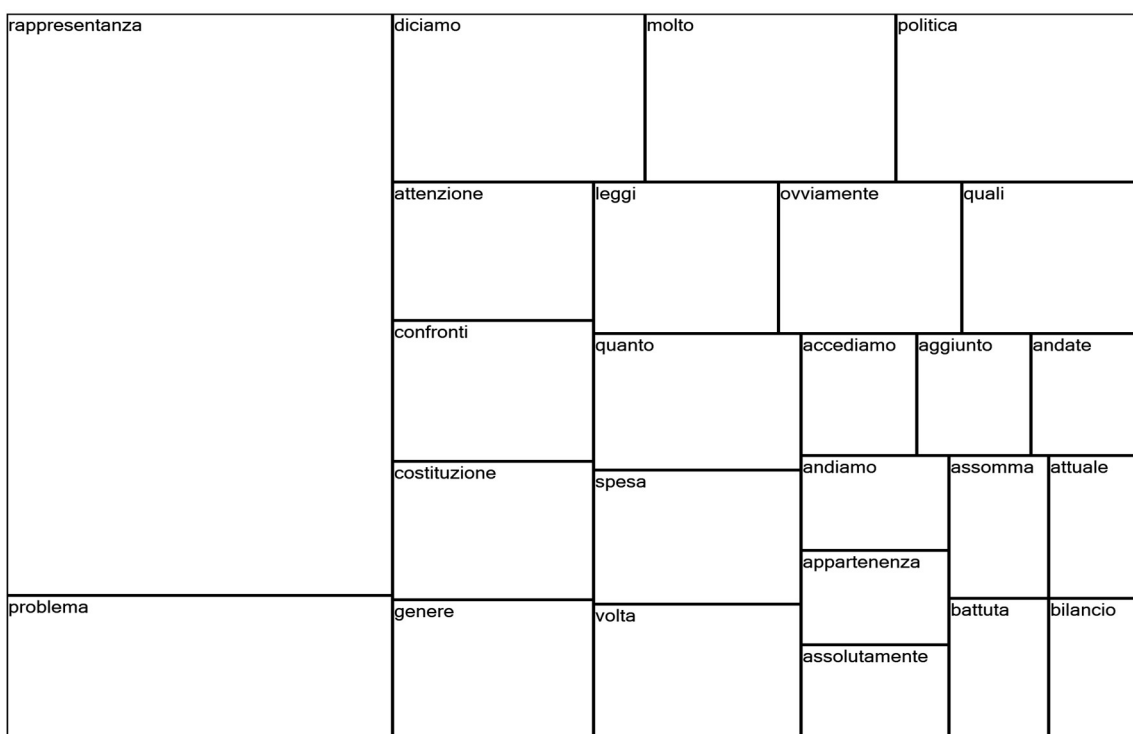 rappresentanza
diciamo
molto
politica
attenzione
leggi
ovviamente
quali
confronti
quanto
accediamo
aggiunto
andate
costituzione
spesa
andiamo
assomma
attuale
appartenenza
problema
genere
volta
battuta
bilancio
assolutamente